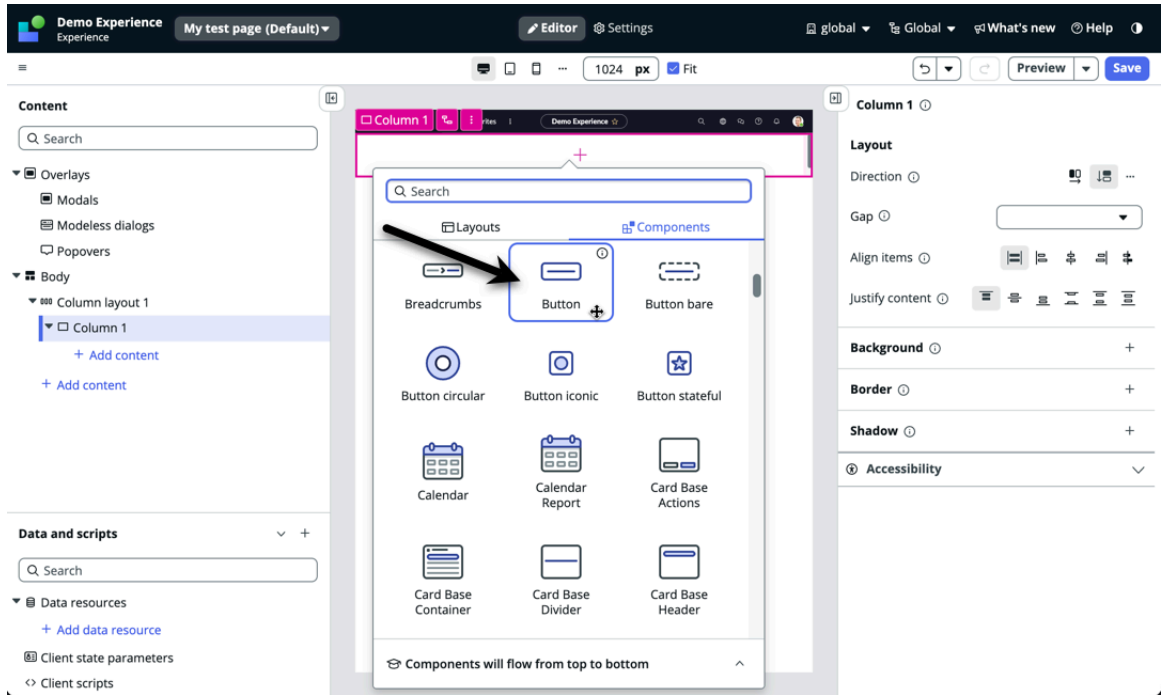 Demo Experience
Experience
My test page (Default)
Editor
Settings
global
Global
What's new
Help
1024 px
Fit
Preview
Save
Content
Search
Overlays
Modals
Modeless dialogs
Popovers
Body
Column layout 1
Column 1
+ Add content
+ Add content
Data and scripts
Search
Data resources
+ Add data resource
Client state parameters
Client scripts
Column 1
Demo Experience
Search
Layouts
Components
Breadcrumbs
Button
Button bare
Button circular
Button iconic
Button stateful
Calendar
Calendar
Report
Card Base
Actions
Card Base
Container
Card Base
Divider
Card Base
Header
Components will flow from top to bottom
Column 1
Layout
Direction
Gap
Align items
Justify content
Background
Border
Shadow
Accessibility